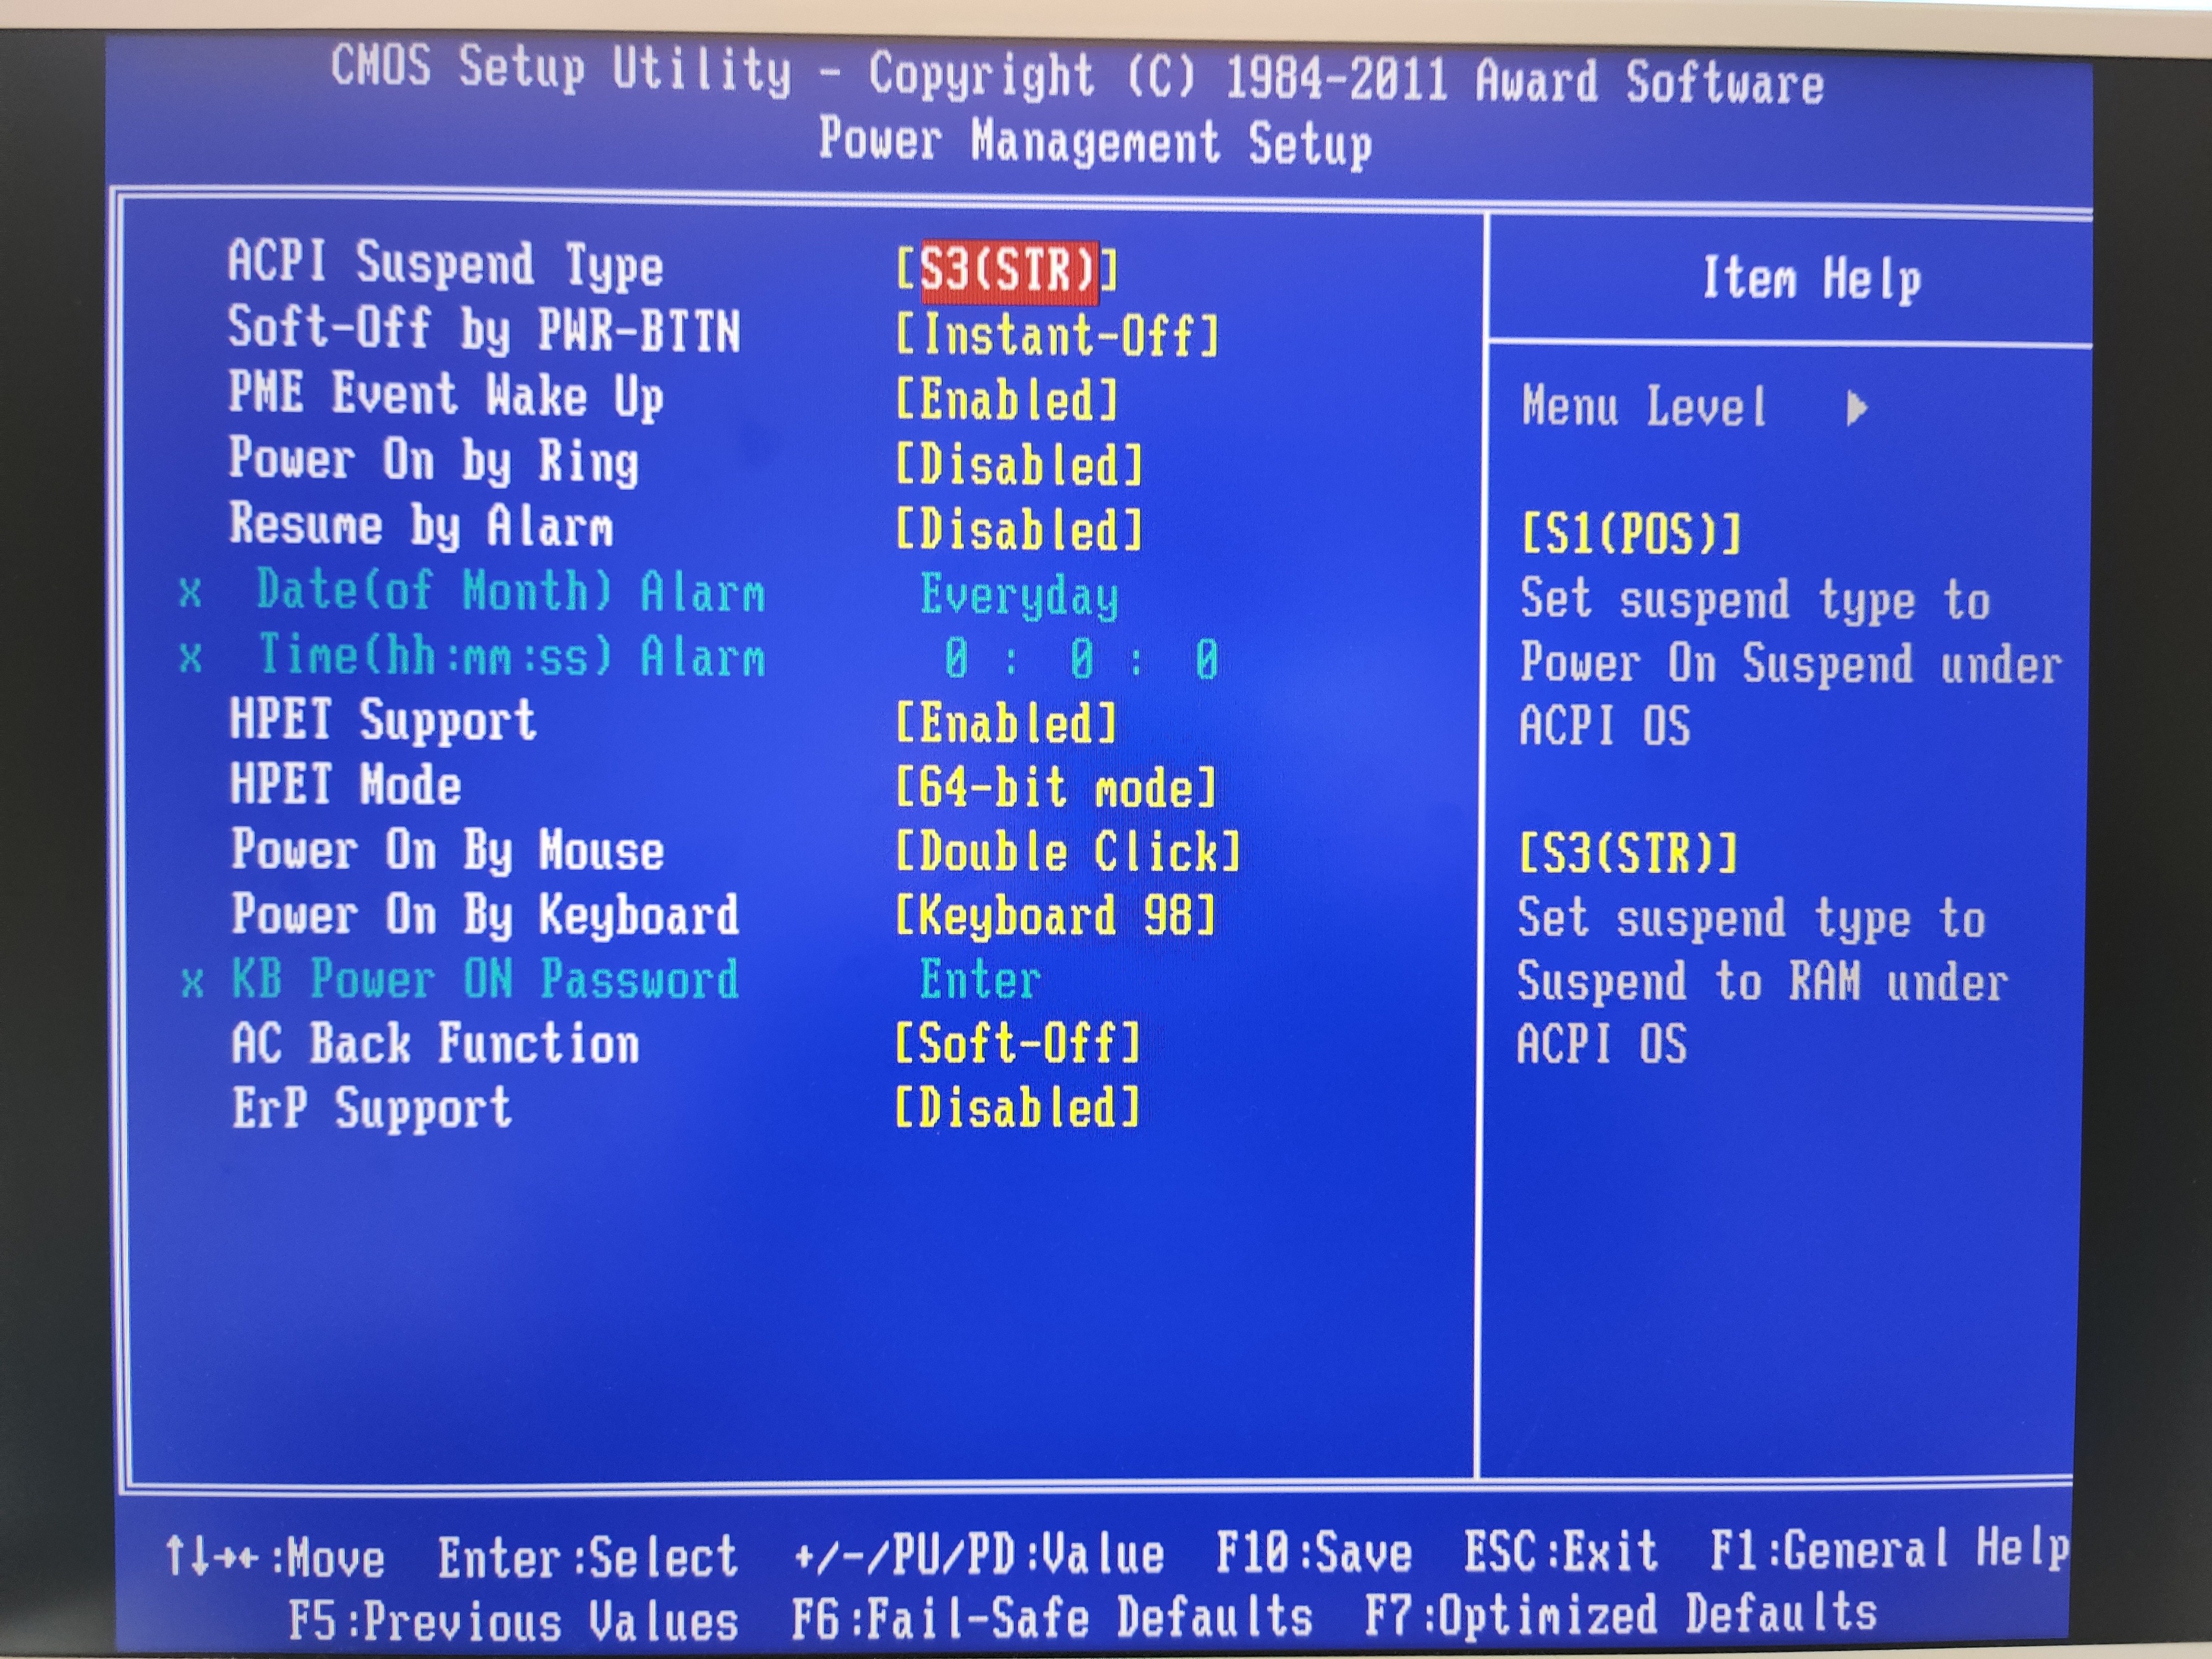 CMOS Setup Utility - Copyright (C) 1984-2011 Award Software
Power Management Setup
ACPI Suspend Type [S3(STR)]
Soft-Off by PWR-BTTN [Instant-Off]
PME Event Wake Up [Enabled]
Power On by Ring [Disabled]
Resume by Alarm [Disabled]
x Date(of Month) Alarm Everyday
x Time(hh:mm:ss) Alarm 0 : 0 : 0
HPET Support [Enabled]
HPET Mode [64-bit mode]
Power On By Mouse [Double Click]
Power On By Keyboard [Keyboard 98]
x KB Power ON Password Enter
AC Back Function [Soft-Off]
ErP Support [Disabled]
Item Help
Menu Level ▶
[S1(POS)]
Set suspend type to
Power On Suspend under
ACPI OS
[S3(STR)]
Set suspend type to
Suspend to RAM under
ACPI OS
↑↓→←:Move Enter:Select +/-/PU/PD:Value F10:Save ESC:Exit F1:General Help
F5:Previous Values F6:Fail-Safe Defaults F7:Optimized Defaults